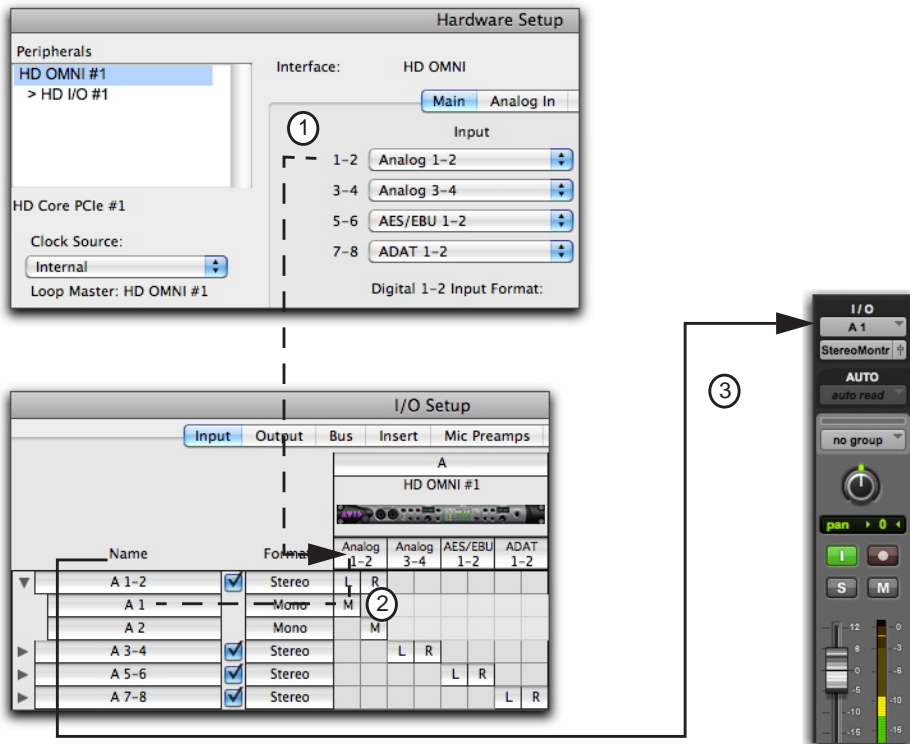 Hardware Setup
Peripherals
HD OMNI #1
> HD I/O #1
HD Core PCIe #1
Clock Source:
Internal
Loop Master: HD OMNI #1
Interface: HD OMNI
Main Analog In
Input
1
1-2 Analog 1-2
3-4 Analog 3-4
5-6 AES/EBU 1-2
7-8 ADAT 1-2
Digital 1-2 Input Format:
I/O Setup
Input Output Bus Insert Mic Preamps
A
HD OMNI #1
AVID
Name Format Analog 1-2 Analog 3-4 AES/EBU 1-2 ADAT 1-2
A 1-2 Stereo L R
A 1 Mono M
2
A 2 Mono M
A 3-4 Stereo L R
A 5-6 Stereo L R
A 7-8 Stereo L R
3
I/O
A 1
StereoMontr
AUTO
auto read
no group
pan 0
I
S M
12 0
6 -3
0 -6
-5
-10 -10
-15 -16